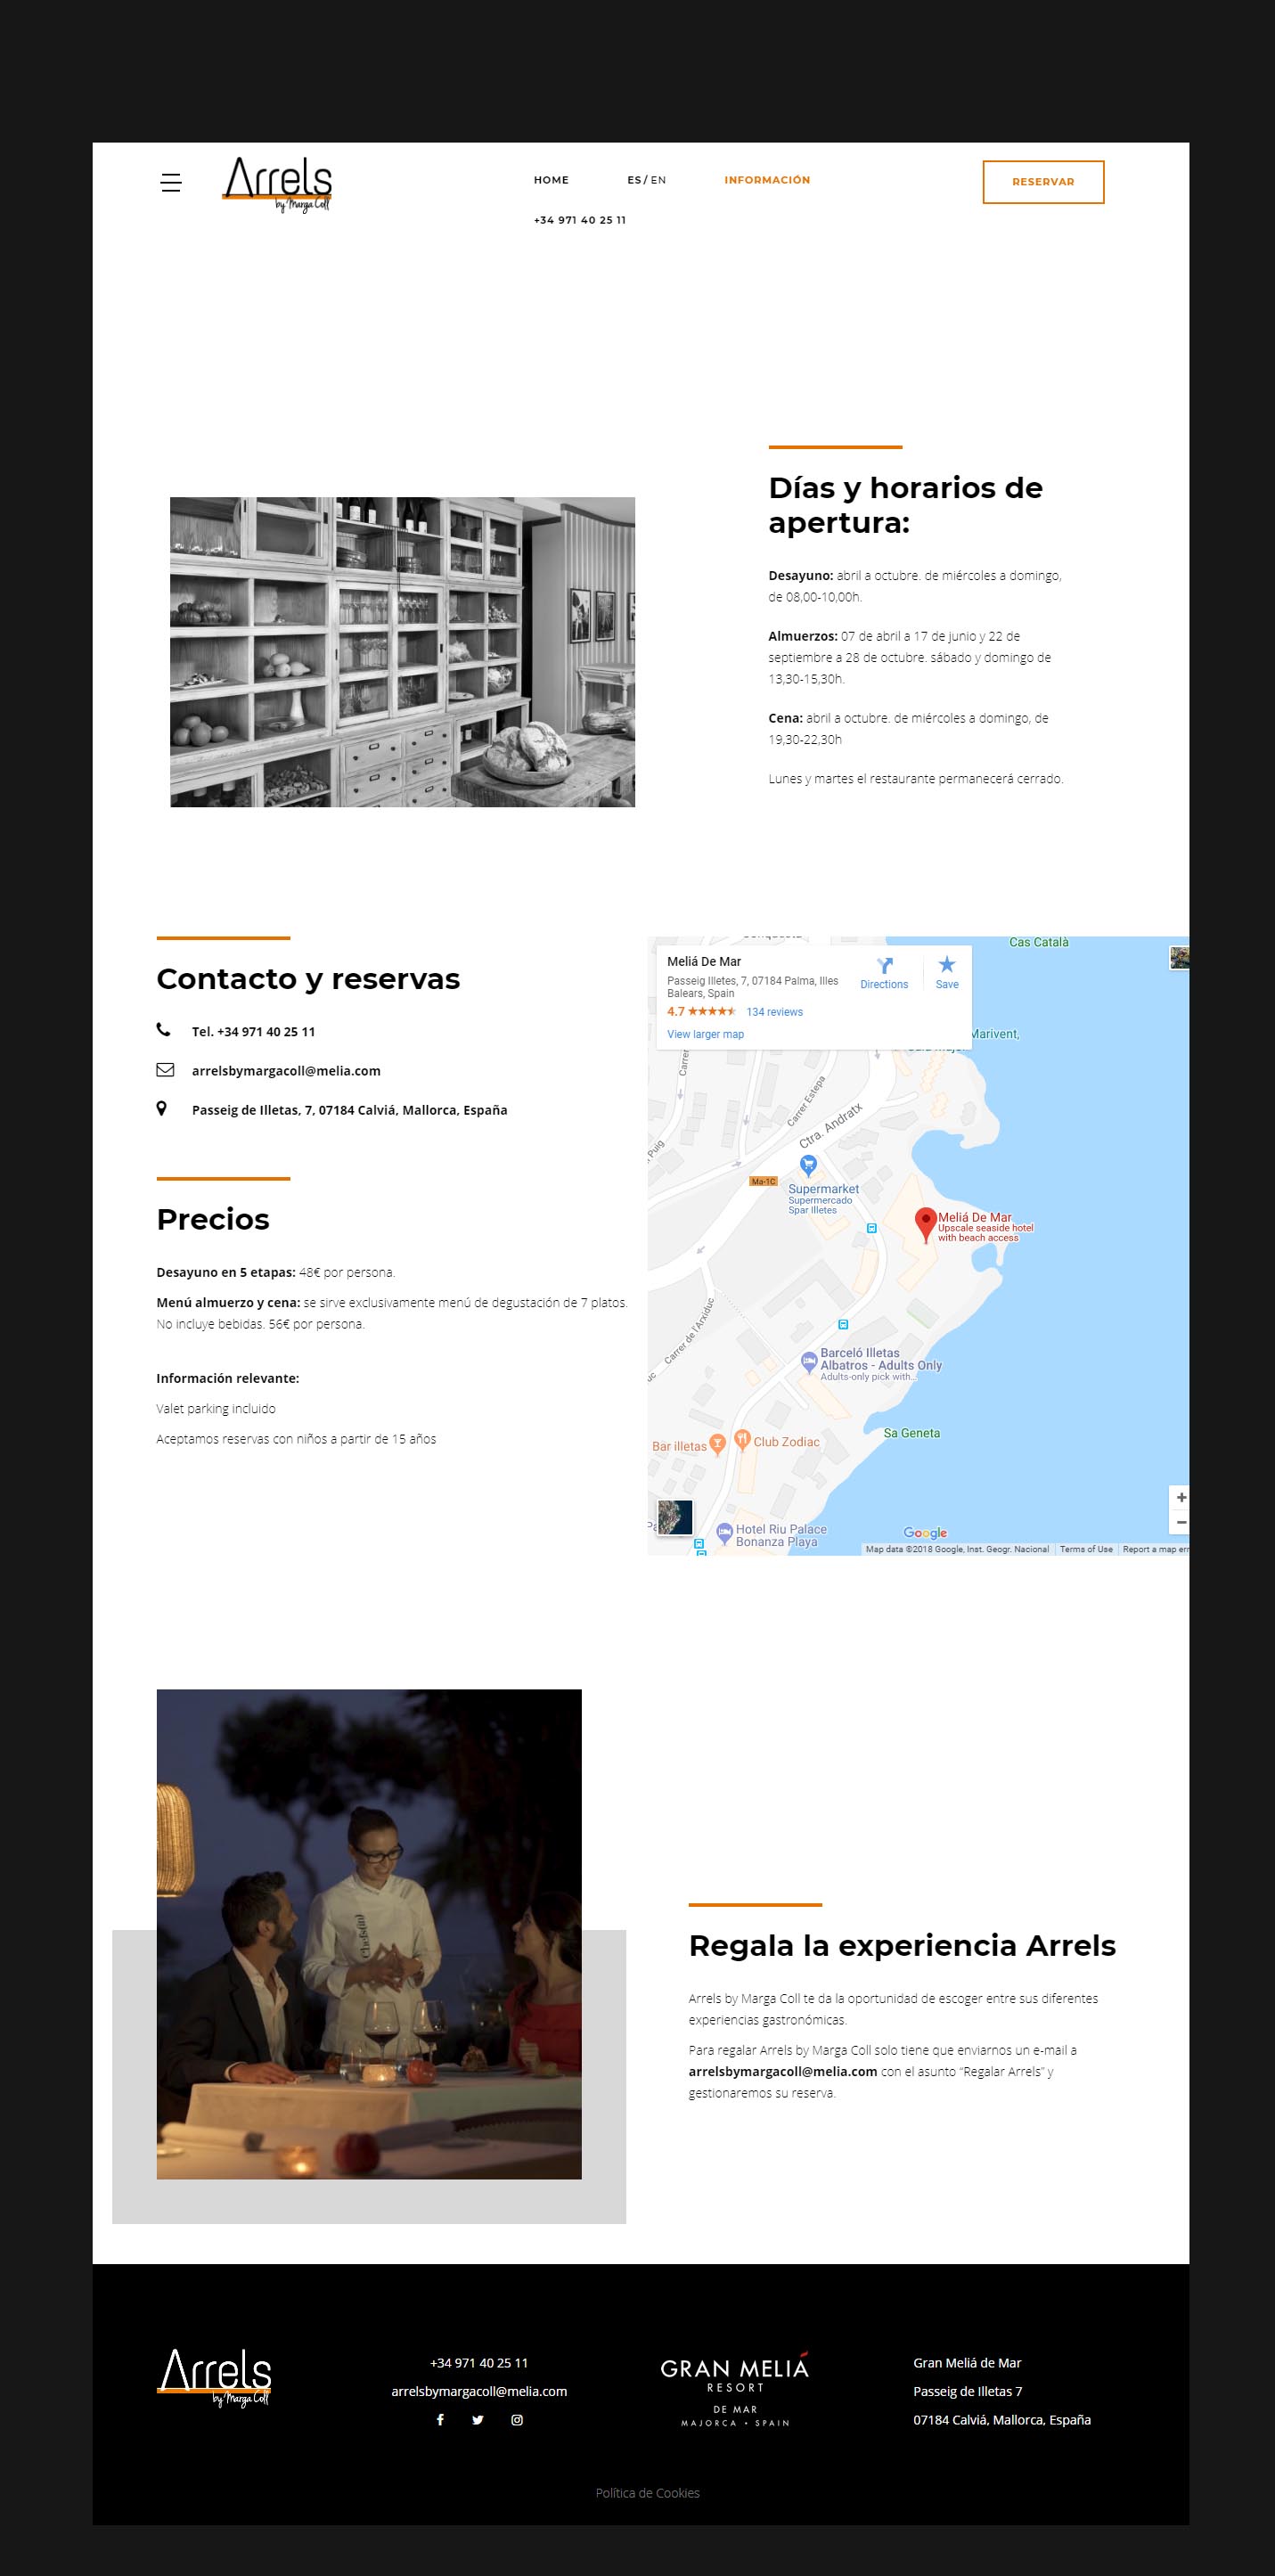 Arrels
by Marga Coll
HOME
ES / EN
INFORMACIÓN
RESERVAR
+34 971 40 25 11
Días y horarios de
apertura:
Desayuno: abril a octubre. de miércoles a domingo,
de 08,00-10,00h.
Almuerzos: 07 de abril a 17 de junio y 22 de
septiembre a 28 de octubre. sábado y domingo de
13,30-15,30h.
Cena: abril a octubre. de miércoles a domingo, de
19,30-22,30h
Lunes y martes el restaurante permanecerá cerrado.
Contacto y reservas
Tel. +34 971 40 25 11
arrelsbymargacoll@melia.com
Passeig de Illetas, 7, 07184 Calviá, Mallorca, España
Precios
Desayuno en 5 etapas: 48€ por persona.
Menú almuerzo y cena: se sirve exclusivamente menú de degustación de 7 platos.
No incluye bebidas. 56€ por persona.
Información relevante:
Valet parking incluido
Aceptamos reservas con niños a partir de 15 años
Cas Català
Meliá De Mar
Passeig Illetes, 7, 07184 Palma, Illes
Balears, Spain
4.7
134 reviews
View larger map
Directions
Save
Marivent,
Carrer
Carrer Estepa
Ctra. Andratx
Puig
Ma-1C
Supermarket
Supermercado
Spar Illetes
Meliá De Mar
Upscale seaside hotel
with beach access
Carrer de l'Arxiduc
Barceló Illetas
Albatros - Adults Only
Adults-only pick with...
Sa Geneta
Bar illetas
Club Zodiac
Hotel Riu Palace
Bonanza Playa
Google
+
−
Map data ©2018 Google, Inst. Geogr. Nacional
Terms of Use
Report a map err
Regala la experiencia Arrels
Arrels by Marga Coll te da la oportunidad de escoger entre sus diferentes
experiencias gastronómicas.
Para regalar Arrels by Marga Coll solo tiene que enviarnos un e-mail a
arrelsbymargacoll@melia.com con el asunto “Regalar Arrels” y
gestionaremos su reserva.
Arrels
by Marga Coll
+34 971 40 25 11
arrelsbymargacoll@melia.com
GRAN MELIÁ
RESORT
DE MAR
MAJORCA • SPAIN
Gran Meliá de Mar
Passeig de Illetas 7
07184 Calviá, Mallorca, España
Política de Cookies